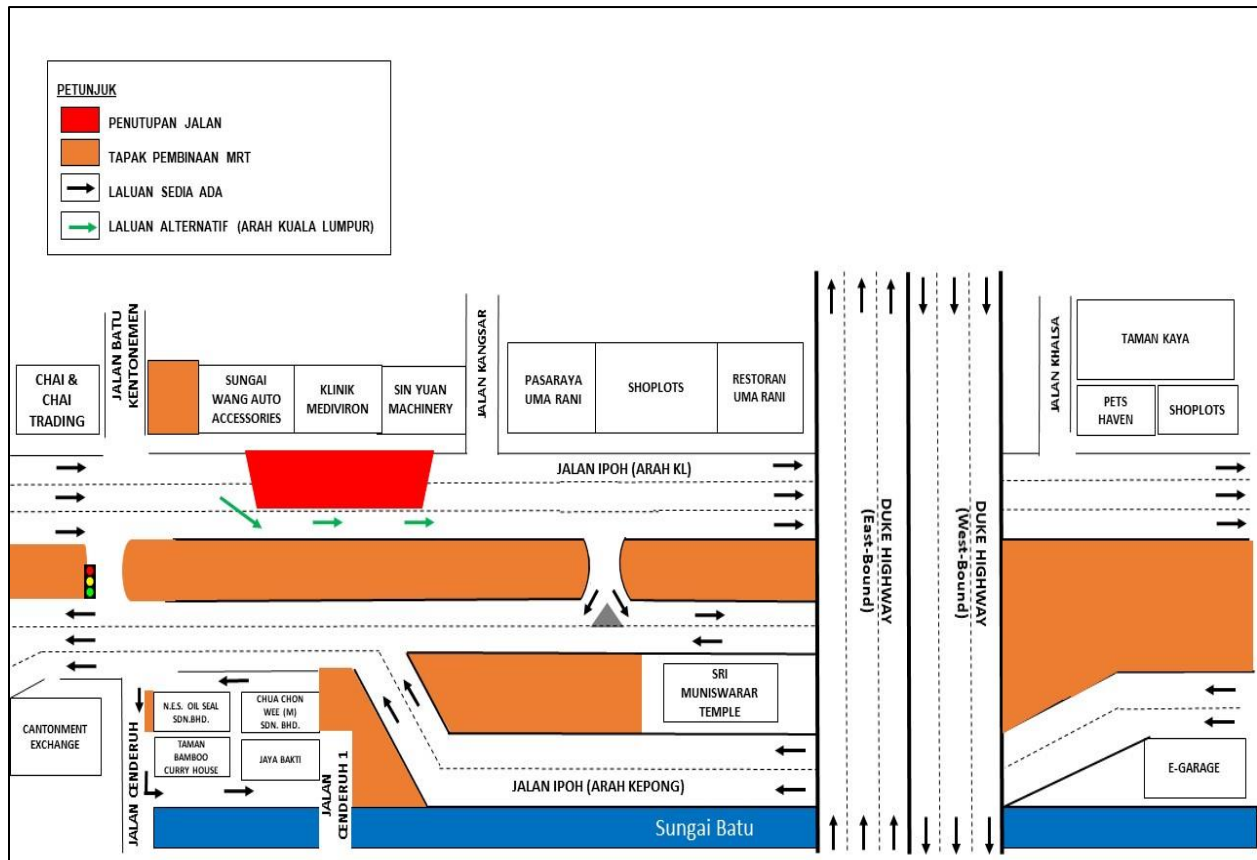 PETUNJUK
PENUTUPAN JALAN
TAPAK PEMBINAAN MRT
LALUAN SEDIA ADA
LALUAN ALTERNATIF (ARAH KUALA LUMPUR)
CHAI &
CHAI
TRADING
JALAN BATU
KENTONEMEN
SUNGAI
WANG AUTO
ACCESSORIES
KLINIK
MEDIVIRON
SIN YUAN
MACHINERY
JALAN KANGSAR
PASARAYA
UMA RANI
SHOPLOTS
RESTORAN
UMA RANI
JALAN KHALSA
TAMAN KAYA
PETS
HAVEN
SHOPLOTS
JALAN IPOH (ARAH KL)
DUKE HIGHWAY
(East-Bound)
DUKE HIGHWAY
(West-Bound)
CANTONMENT
EXCHANGE
JALAN CENDERUH
N.E.S. OIL SEAL
SDN.BHD.
CHUA CHON
WEE (M)
SDN. BHD.
TAMAN
BAMBOO
CURRY HOUSE
JAYA BAKTI
JALAN
CENDERUH 1
SRI
MUNISWARAR
TEMPLE
JALAN IPOH (ARAH KEPONG)
E-GARAGE
Sungai Batu